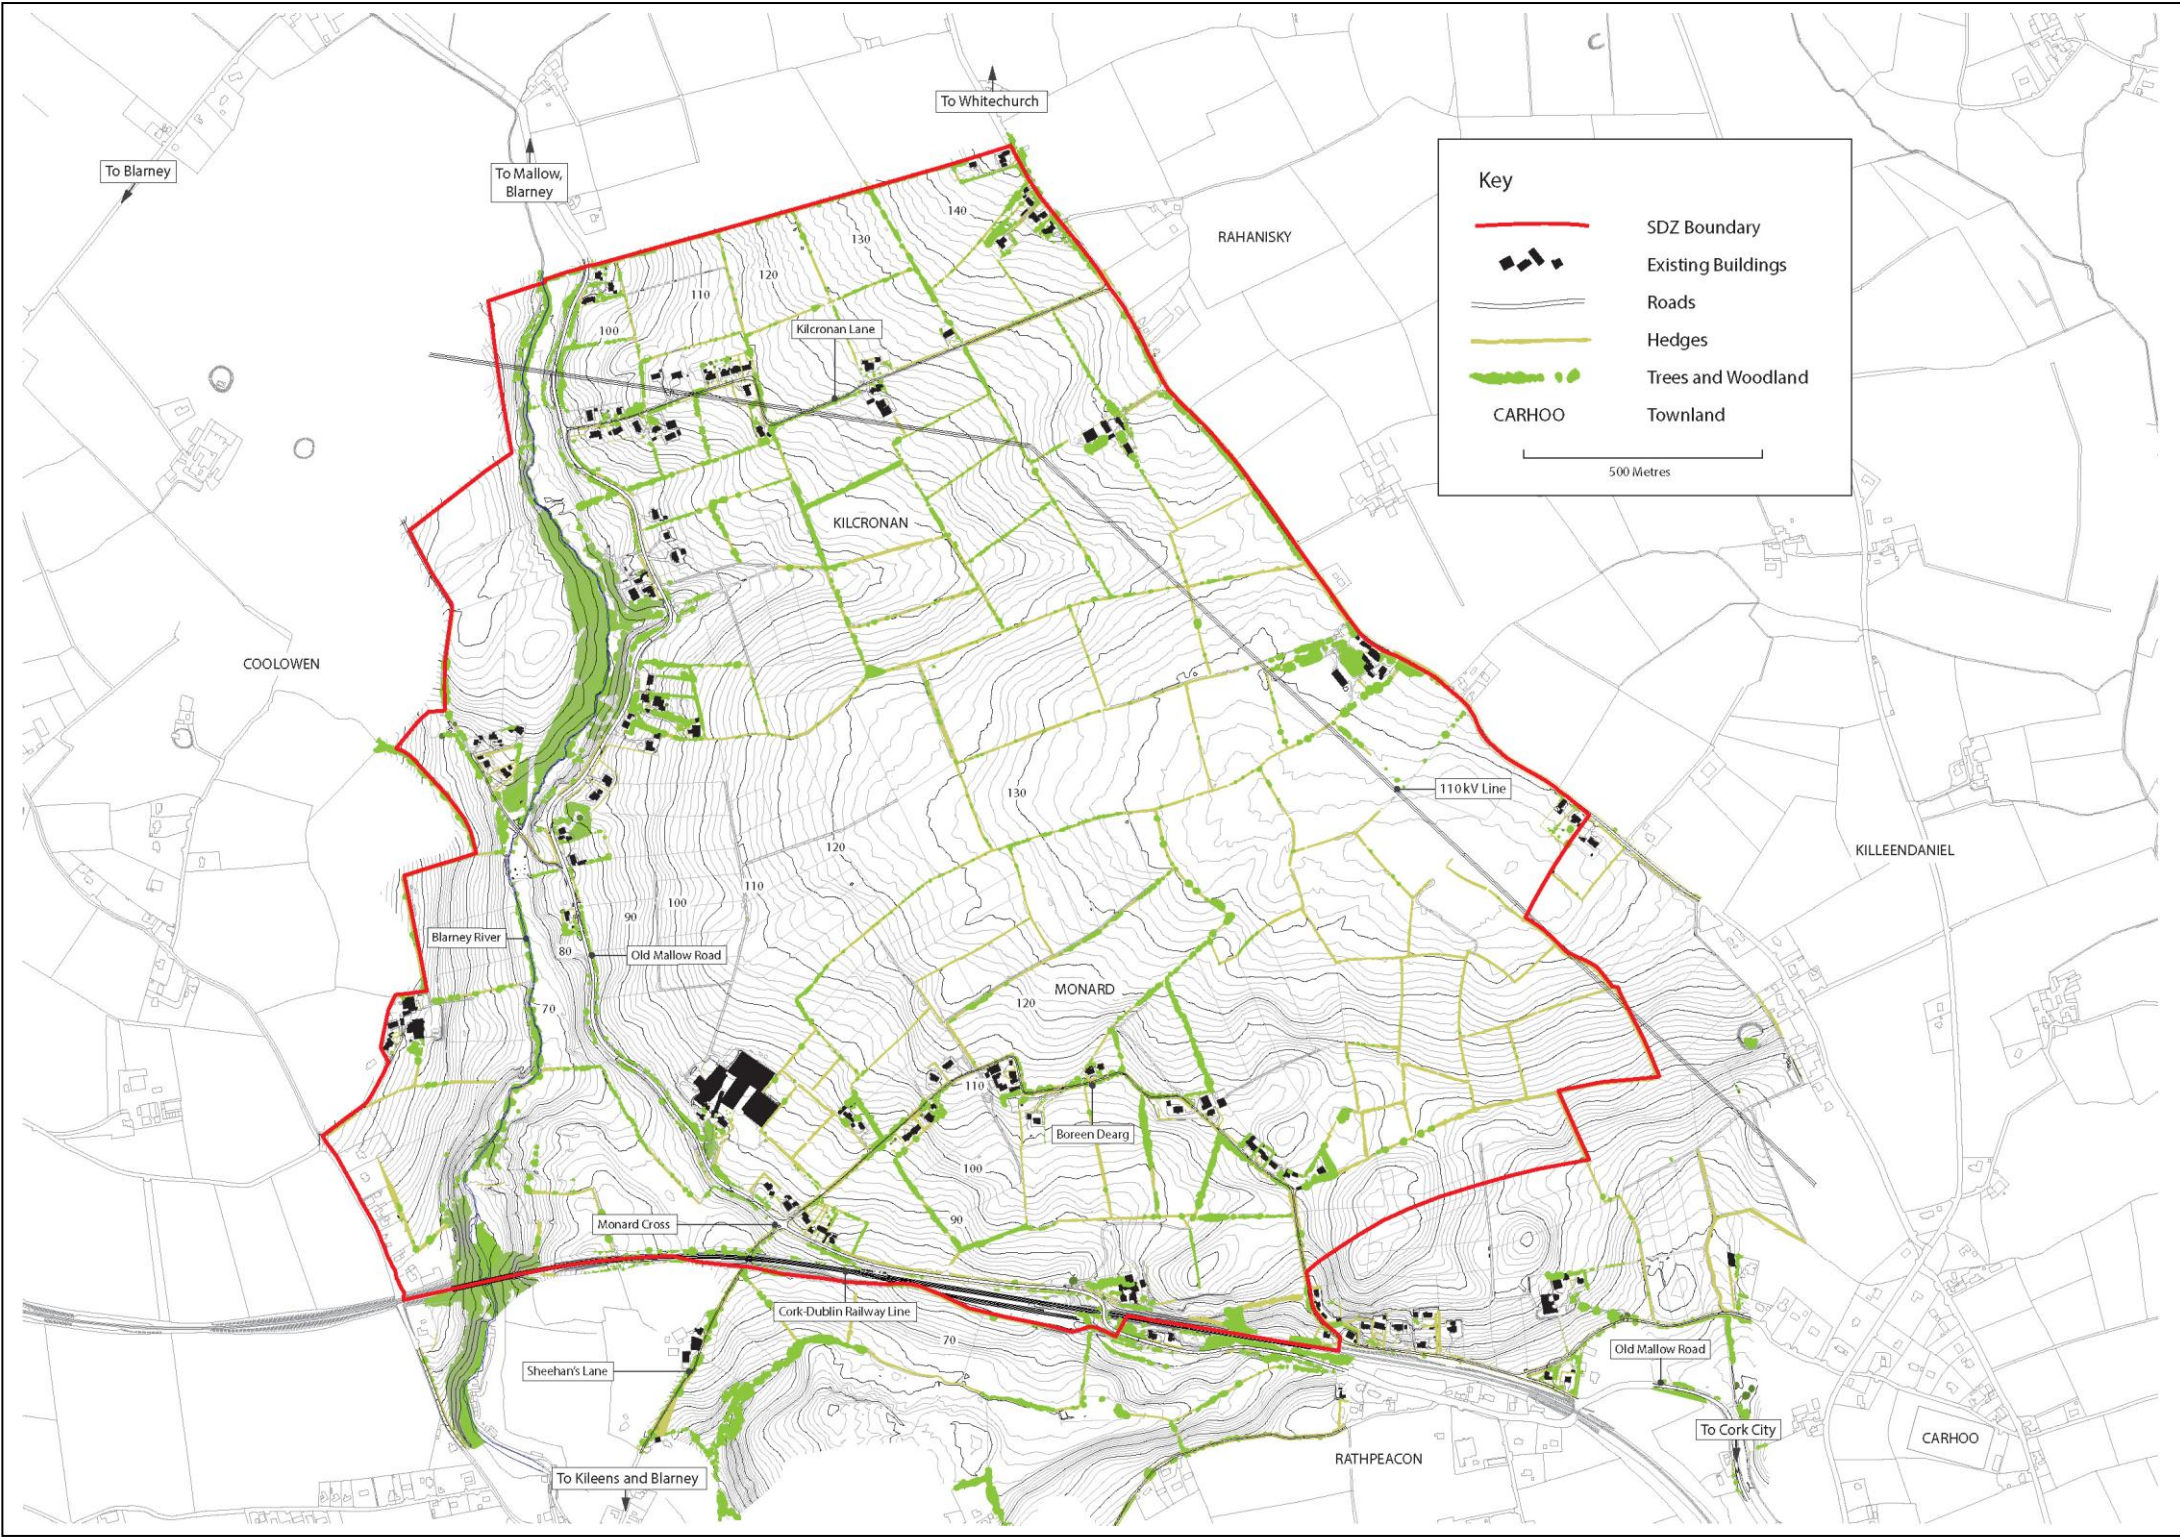 To Whitechurch
To Blarney
To Mallow,
Blarney
Key
SDZ Boundary
Existing Buildings
Roads
Hedges
Trees and Woodland
CARHOO
Townland
500 Metres
140
130
120
110
100
RAHANISKY
Kilcronan Lane
KILCRONAN
COOLOWEN
110 kV Line
130
120
110
100
90
80
70
KILLEENDANIEL
Blarney River
Old Mallow Road
MONARD
120
110
Boreen Dearg
100
90
Monard Cross
Cork-Dublin Railway Line
70
Sheehan's Lane
Old Mallow Road
To Cork City
CARHOO
RATHPEACON
To Kileens and Blarney